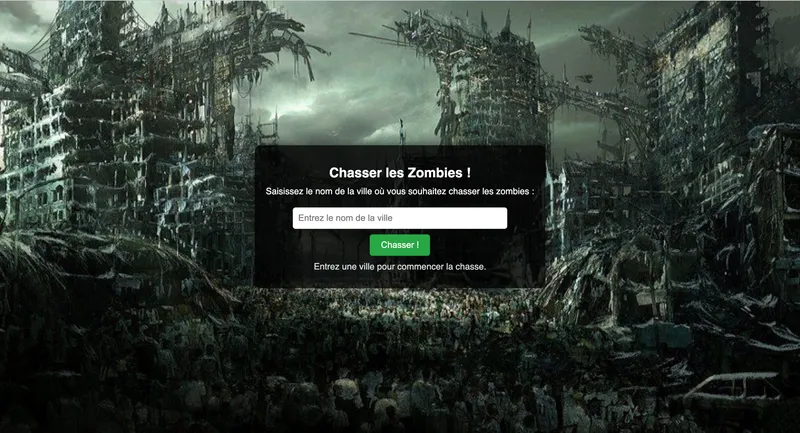 Chasser les Zombies !
Saisissez le nom de la ville où vous souhaitez chasser les zombies :
Entrez le nom de la ville
Chasser !
Entrez une ville pour commencer la chasse.